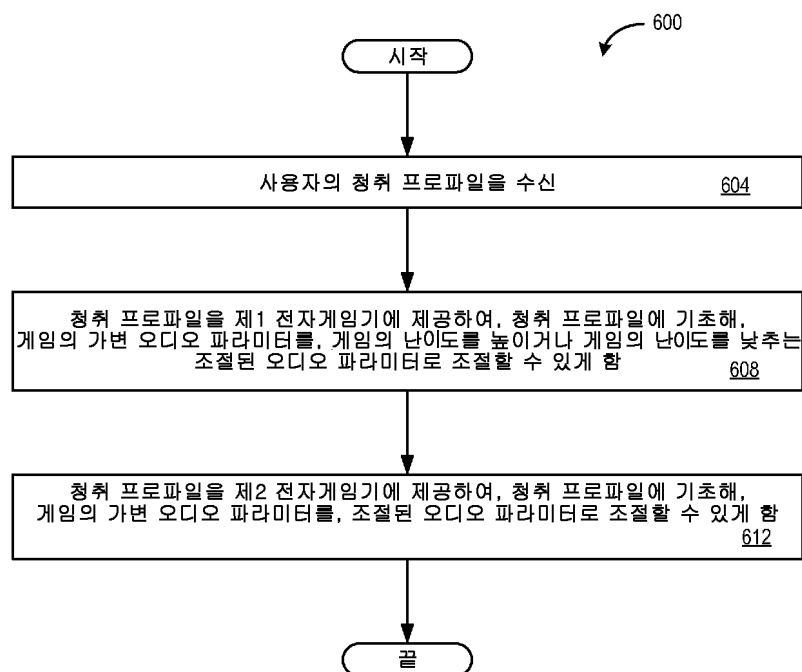 600
시작
사용자의 청취 프로파일을 수신
604
청취 프로파일을 제1 전자게임기에 제공하여, 청취 프로파일에 기초해,
게임의 가변 오디오 파라미터를, 게임의 난이도를 높이거나 게임의 난이도를 낮추는
조절된 오디오 파라미터로 조절할 수 있게 함
608
청취 프로파일을 제2 전자게임기에 제공하여, 청취 프로파일에 기초해,
게임의 가변 오디오 파라미터를, 조절된 오디오 파라미터로 조절할 수 있게 함
612
끝